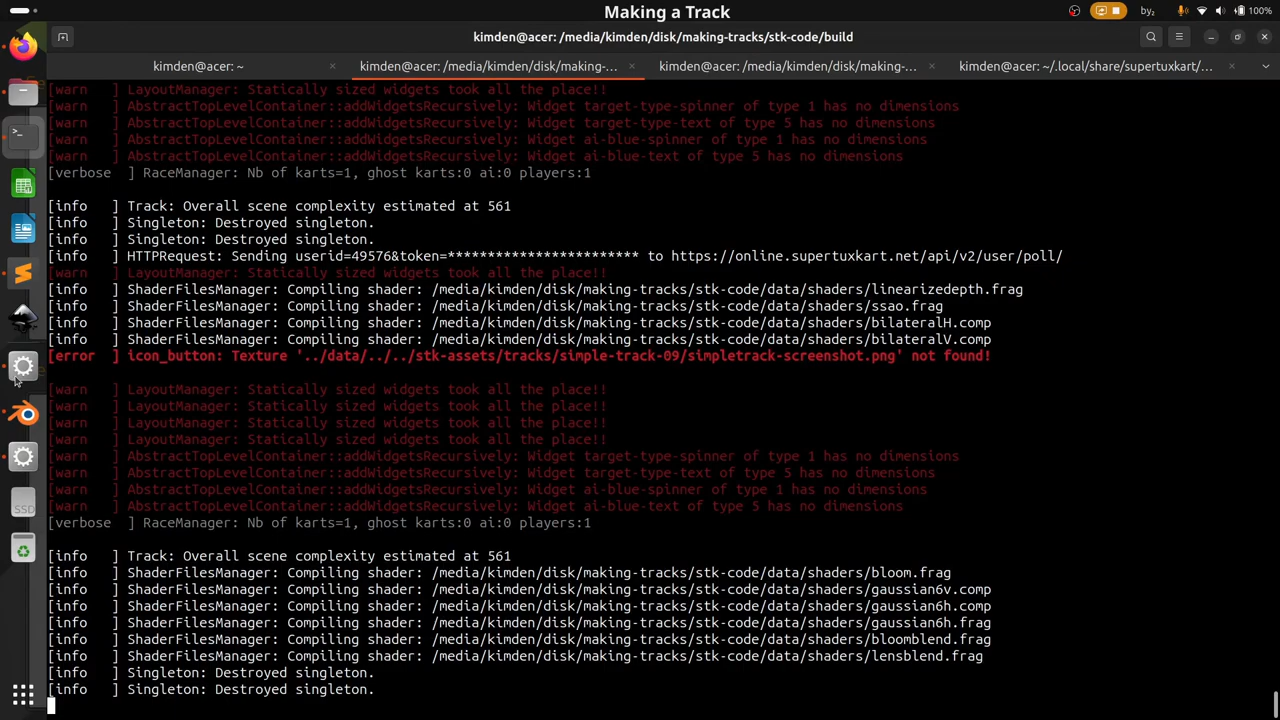 Making a Track
by₂
100%
kimden@acer: /media/kimden/disk/making-tracks/stk-code/build
kimden@acer: ~
kimden@acer: /media/kimden/disk/making-...
kimden@acer: /media/kimden/disk/making-...
kimden@acer: ~/.local/share/supertuxkart/...
[warn    ] LayoutManager: Statically sized widgets took all the place!!
[warn    ] AbstractTopLevelContainer::addWidgetsRecursively: Widget target-type-spinner of type 1 has no dimensions
[warn    ] AbstractTopLevelContainer::addWidgetsRecursively: Widget target-type-text of type 5 has no dimensions
[warn    ] AbstractTopLevelContainer::addWidgetsRecursively: Widget ai-blue-spinner of type 1 has no dimensions
[warn    ] AbstractTopLevelContainer::addWidgetsRecursively: Widget ai-blue-text of type 5 has no dimensions
[verbose  ] RaceManager: Nb of karts=1, ghost karts:0 ai:0 players:1
[info    ] Track: Overall scene complexity estimated at 561
[info    ] Singleton: Destroyed singleton.
[info    ] Singleton: Destroyed singleton.
[info    ] HTTPRequest: Sending userid=49576&token=************************ to https://online.supertuxkart.net/api/v2/user/poll/
[warn    ] LayoutManager: Statically sized widgets took all the place!!
[info    ] ShaderFilesManager: Compiling shader: /media/kimden/disk/making-tracks/stk-code/data/shaders/linearizedepth.frag
[info    ] ShaderFilesManager: Compiling shader: /media/kimden/disk/making-tracks/stk-code/data/shaders/ssao.frag
[info    ] ShaderFilesManager: Compiling shader: /media/kimden/disk/making-tracks/stk-code/data/shaders/bilateralH.comp
[info    ] ShaderFilesManager: Compiling shader: /media/kimden/disk/making-tracks/stk-code/data/shaders/bilateralV.comp
[error   ] icon_button: Texture '../data/../../stk-assets/tracks/simple-track-09/simpletrack-screenshot.png' not found!
[warn    ] LayoutManager: Statically sized widgets took all the place!!
[warn    ] LayoutManager: Statically sized widgets took all the place!!
[warn    ] LayoutManager: Statically sized widgets took all the place!!
[warn    ] LayoutManager: Statically sized widgets took all the place!!
[warn    ] AbstractTopLevelContainer::addWidgetsRecursively: Widget target-type-spinner of type 1 has no dimensions
[warn    ] AbstractTopLevelContainer::addWidgetsRecursively: Widget target-type-text of type 5 has no dimensions
[warn    ] AbstractTopLevelContainer::addWidgetsRecursively: Widget ai-blue-spinner of type 1 has no dimensions
[warn    ] AbstractTopLevelContainer::addWidgetsRecursively: Widget ai-blue-text of type 5 has no dimensions
[verbose  ] RaceManager: Nb of karts=1, ghost karts:0 ai:0 players:1
[info    ] Track: Overall scene complexity estimated at 561
[info    ] ShaderFilesManager: Compiling shader: /media/kimden/disk/making-tracks/stk-code/data/shaders/bloom.frag
[info    ] ShaderFilesManager: Compiling shader: /media/kimden/disk/making-tracks/stk-code/data/shaders/gaussian6v.comp
[info    ] ShaderFilesManager: Compiling shader: /media/kimden/disk/making-tracks/stk-code/data/shaders/gaussian6h.comp
[info    ] ShaderFilesManager: Compiling shader: /media/kimden/disk/making-tracks/stk-code/data/shaders/gaussian6h.frag
[info    ] ShaderFilesManager: Compiling shader: /media/kimden/disk/making-tracks/stk-code/data/shaders/bloomblend.frag
[info    ] ShaderFilesManager: Compiling shader: /media/kimden/disk/making-tracks/stk-code/data/shaders/lensblend.frag
[info    ] Singleton: Destroyed singleton.
[info    ] Singleton: Destroyed singleton.
SSD